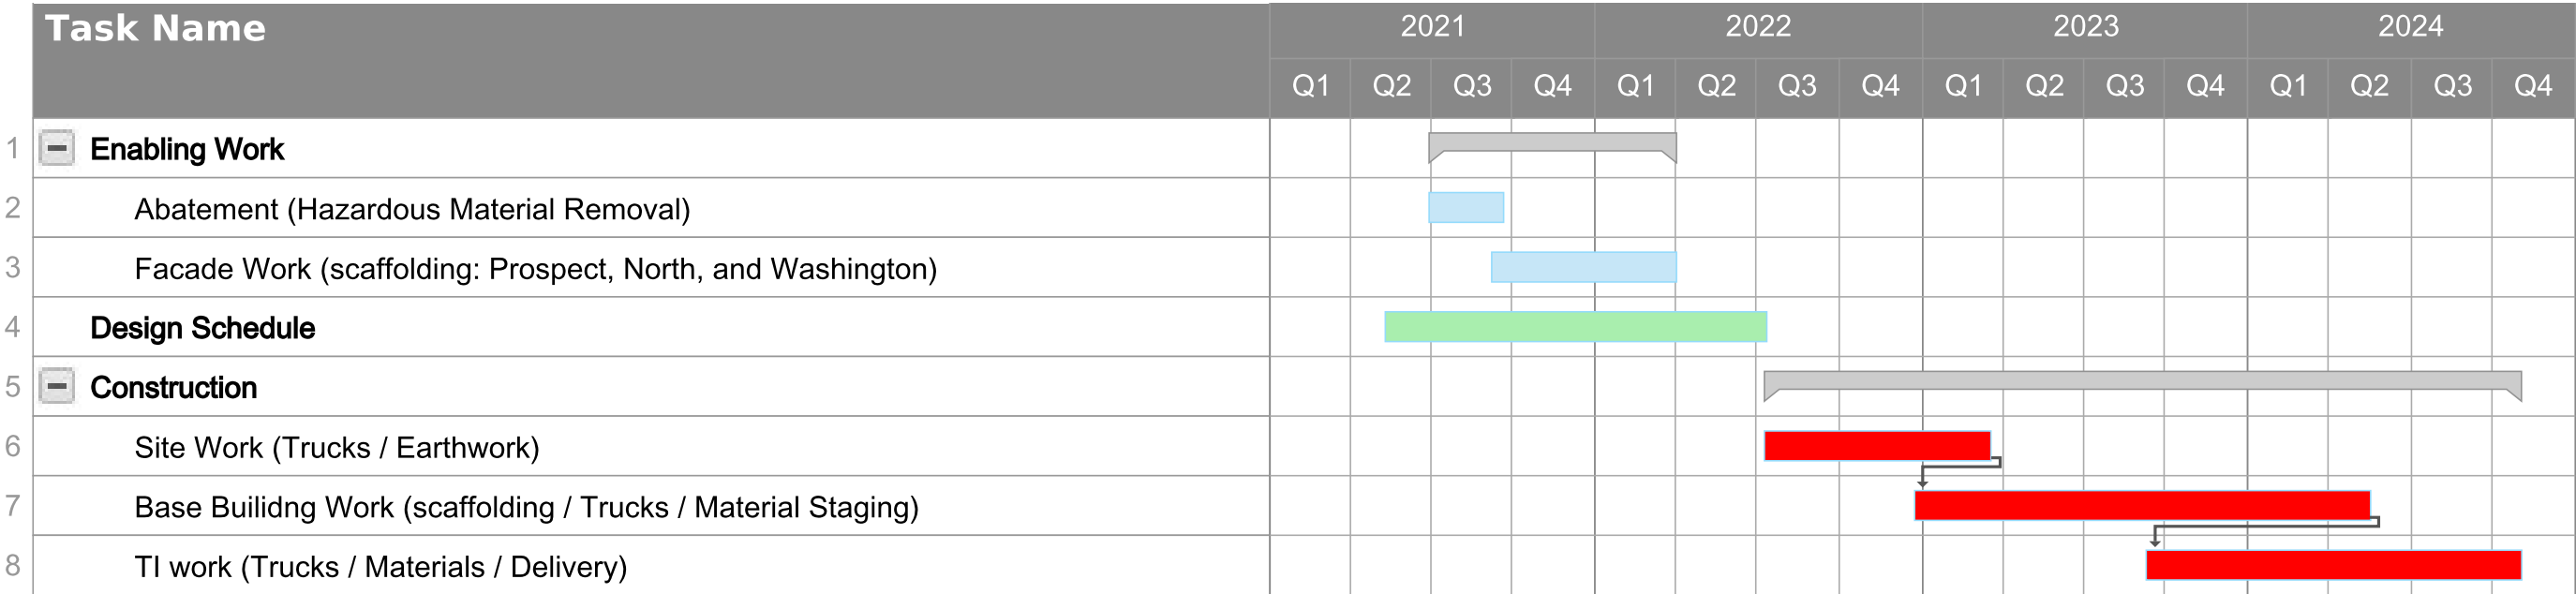 Task Name
2021 2022 2023 2024
Q1 Q2 Q3 Q4 Q1 Q2 Q3 Q4 Q1 Q2 Q3 Q4 Q1 Q2 Q3 Q4
1 Enabling Work
2 Abatement (Hazardous Material Removal)
3 Facade Work (scaffolding: Prospect, North, and Washington)
4 Design Schedule
5 Construction
6 Site Work (Trucks / Earthwork)
7 Base Builidng Work (scaffolding / Trucks / Material Staging)
8 TI work (Trucks / Materials / Delivery)